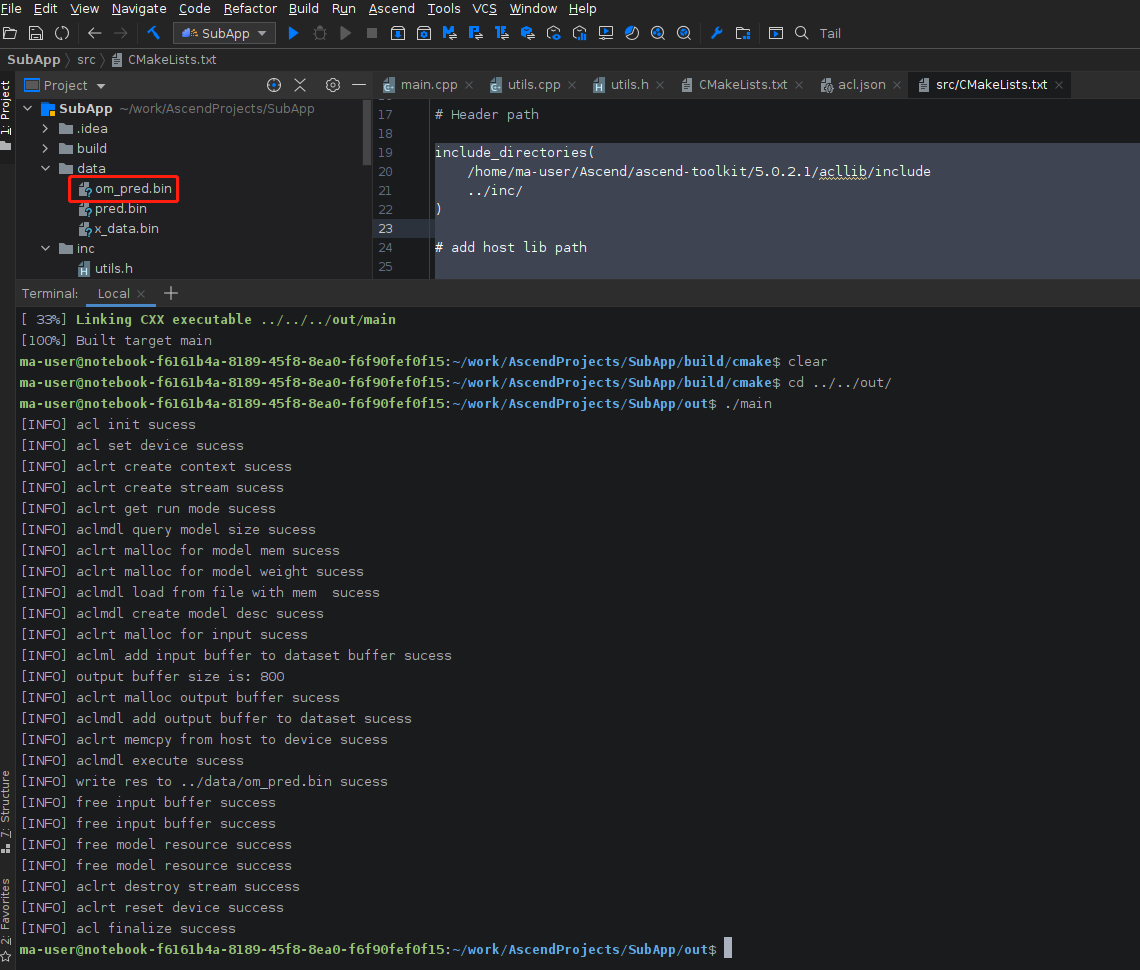 File Edit View Navigate Code Refactor Build Run Ascend Tools VCS Window Help
SubApp Tail
SubApp src CMakeLists.txt
1: Project
Project
main.cpp utils.cpp utils.h CMakeLists.txt acl.json src/CMakeLists.txt
SubApp ~/work/AscendProjects/SubApp
.idea
build
data
om_pred.bin
pred.bin
x_data.bin
inc
utils.h
17 # Header path
18
19 include_directories(
20 /home/ma-user/Ascend/ascend-toolkit/5.0.2.1/acllib/include
21 ../inc/
22 )
23
24 # add host lib path
25
Terminal: Local
[ 33%] Linking CXX executable ../../../out/main
[100%] Built target main
ma-user@notebook-f6161b4a-8189-45f8-8ea0-f6f90fef0f15:~/work/AscendProjects/SubApp/build/cmake$ clear
ma-user@notebook-f6161b4a-8189-45f8-8ea0-f6f90fef0f15:~/work/AscendProjects/SubApp/build/cmake$ cd ../../out/
ma-user@notebook-f6161b4a-8189-45f8-8ea0-f6f90fef0f15:~/work/AscendProjects/SubApp/out$ ./main
[INFO] acl init sucess
[INFO] acl set device sucess
[INFO] aclrt create context sucess
[INFO] aclrt create stream sucess
[INFO] aclrt get run mode sucess
[INFO] aclmdl query model size sucess
[INFO] aclrt malloc for model mem sucess
[INFO] aclrt malloc for model weight sucess
[INFO] aclmdl load from file with mem  sucess
[INFO] aclmdl create model desc sucess
[INFO] aclrt malloc for input sucess
[INFO] aclml add input buffer to dataset buffer sucess
[INFO] output buffer size is: 800
[INFO] aclrt malloc output buffer sucess
[INFO] aclmdl add output buffer to dataset sucess
[INFO] aclrt memcpy from host to device sucess
[INFO] aclmdl execute sucess
[INFO] write res to ../data/om_pred.bin sucess
[INFO] free input buffer success
[INFO] free input buffer success
[INFO] free model resource success
[INFO] free model resource success
[INFO] aclrt destroy stream success
[INFO] aclrt reset device success
[INFO] acl finalize success
ma-user@notebook-f6161b4a-8189-45f8-8ea0-f6f90fef0f15:~/work/AscendProjects/SubApp/out$
7: Structure
2: Favorites